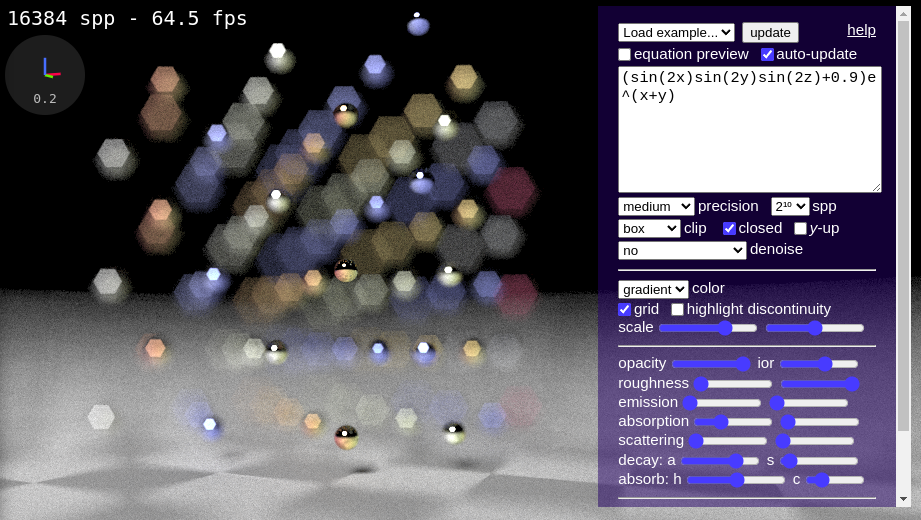 16384 spp - 64.5 fps
0.2
Load example... update help
equation preview auto-update
(sin(2x)sin(2y)sin(2z)+0.9)e
^(x+y)
medium precision 2¹⁰ spp
box clip closed y-up
no denoise
gradient color
grid highlight discontinuity
scale
opacity ior
roughness
emission
absorption
scattering
decay: a s
absorb: h c